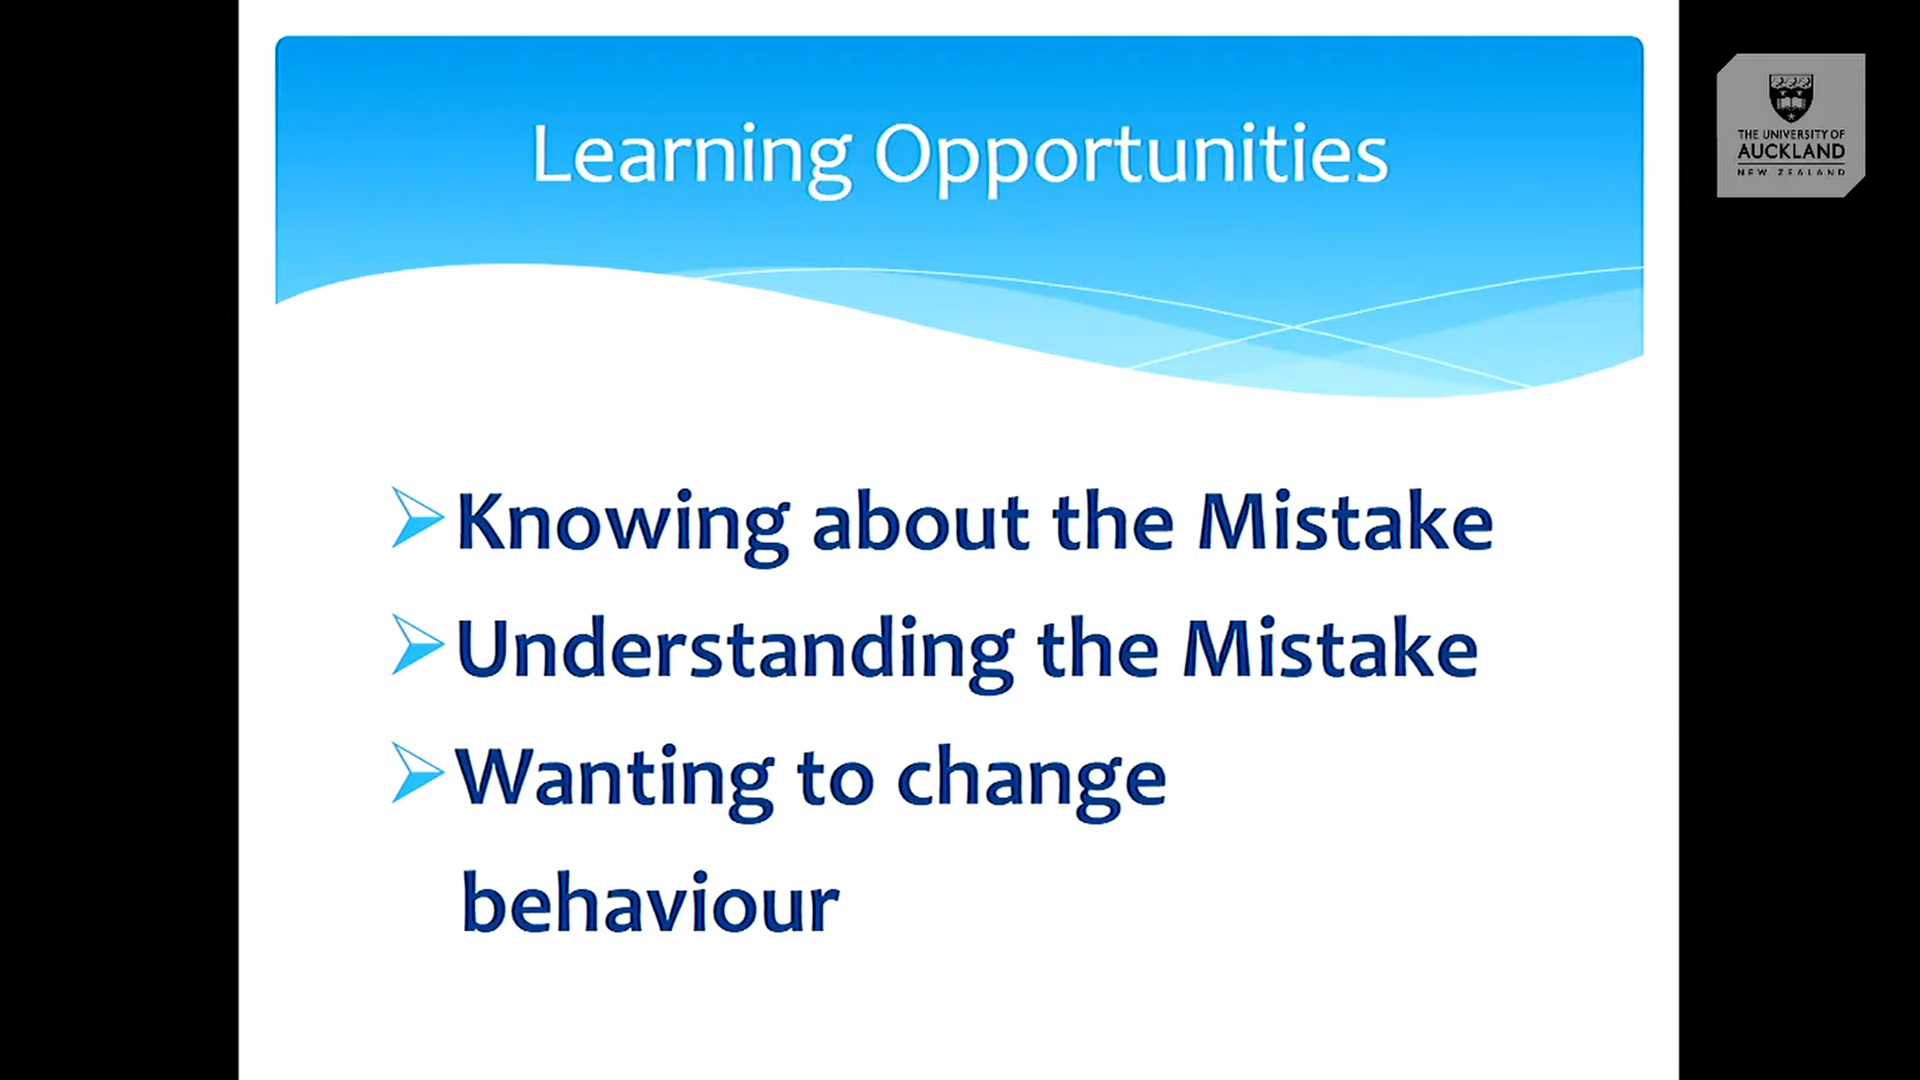 Learning Opportunities
THE UNIVERSITY OF
AUCKLAND
NEW ZEALAND
Knowing about the Mistake
Understanding the Mistake
Wanting to change
behaviour